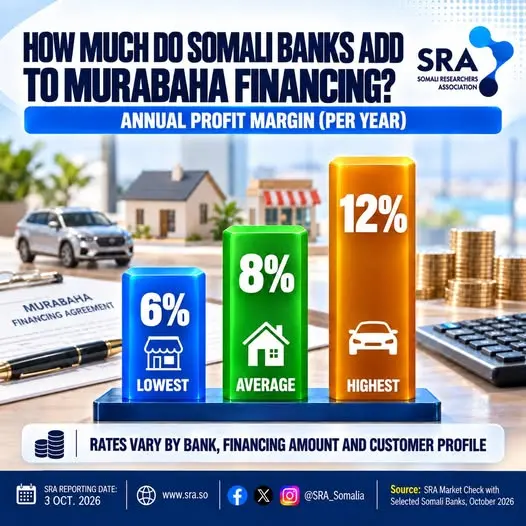 HOW MUCH DO SOMALI BANKS ADD
TO MURABAHA FINANCING?
SRA
SOMALI RESEARCHERS
ASSOCIATION
ANNUAL PROFIT MARGIN (PER YEAR)
MURABAHA
FINANCING AGREEMENT
6%
LOWEST
8%
AVERAGE
12%
HIGHEST
RATES VARY BY BANK, FINANCING AMOUNT AND CUSTOMER PROFILE
SRA REPORTING DATE:
3 OCT. 2026
www.sra.so
@SRA_Somalia
Source: SRA Market Check with
Selected Somali Banks, October 2026